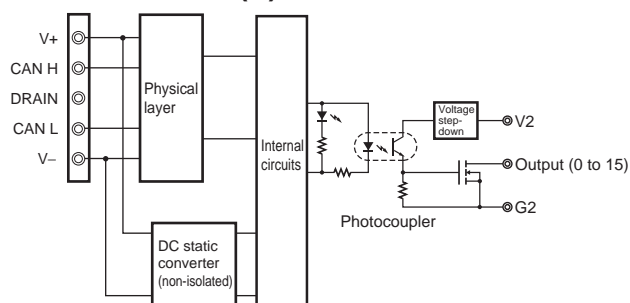 V+
CAN H
DRAIN
CAN L
V–
Physical
layer
DC static
converter
(non-isolated)
Internal
circuits
Photocoupler
Voltage
step-
down
V2
Output (0 to 15)
G2